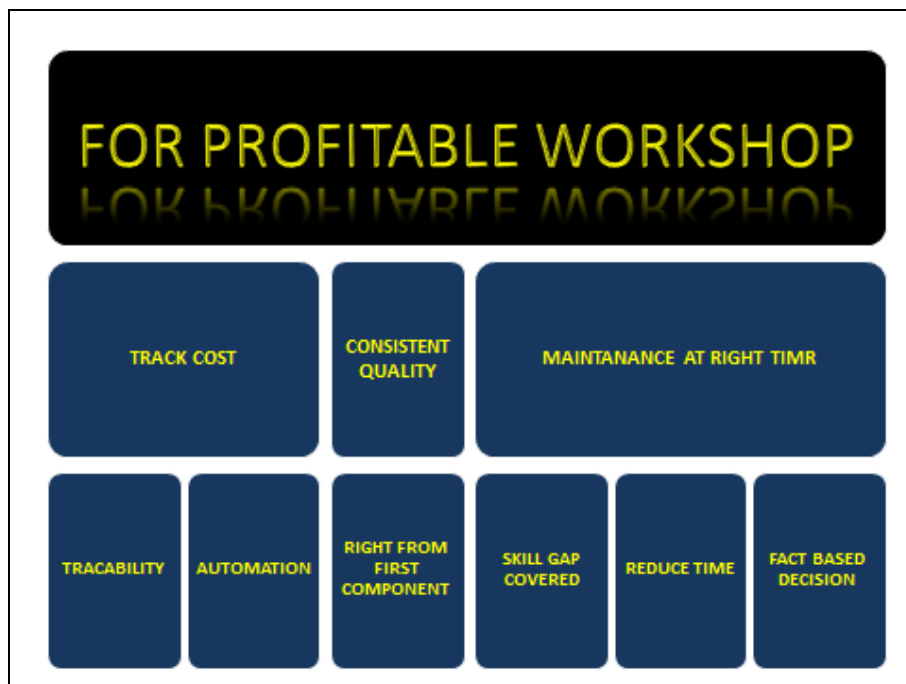 FOR PROFITABLE WORKSHOP
TRACK COST
CONSISTENT
QUALITY
MAINTANANCE AT RIGHT TIMR
TRACABILITY
AUTOMATION
RIGHT FROM
FIRST
COMPONENT
SKILL GAP
COVERED
REDUCE TIME
FACT BASED
DECISION